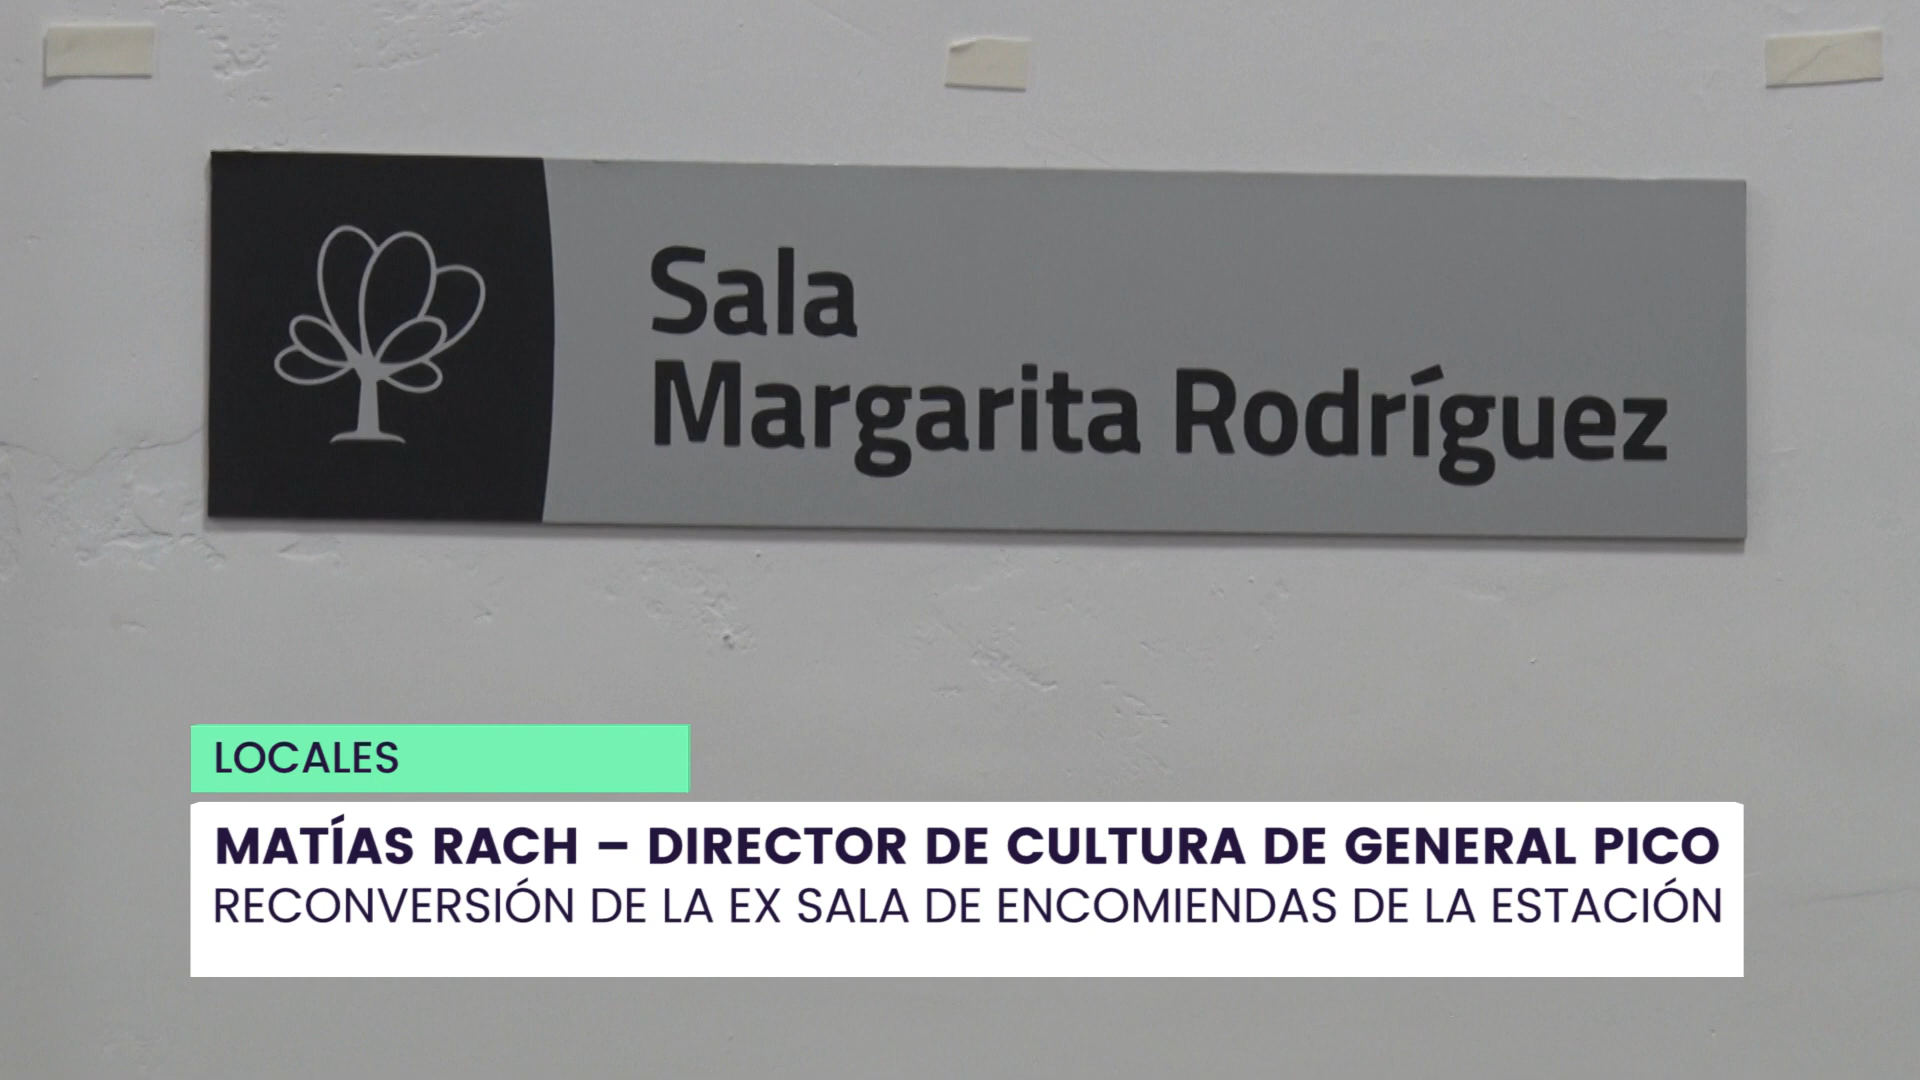 Sala
Margarita Rodríguez
LOCALES
MATÍAS RACH – DIRECTOR DE CULTURA DE GENERAL PICO
RECONVERSIÓN DE LA EX SALA DE ENCOMIENDAS DE LA ESTACIÓN